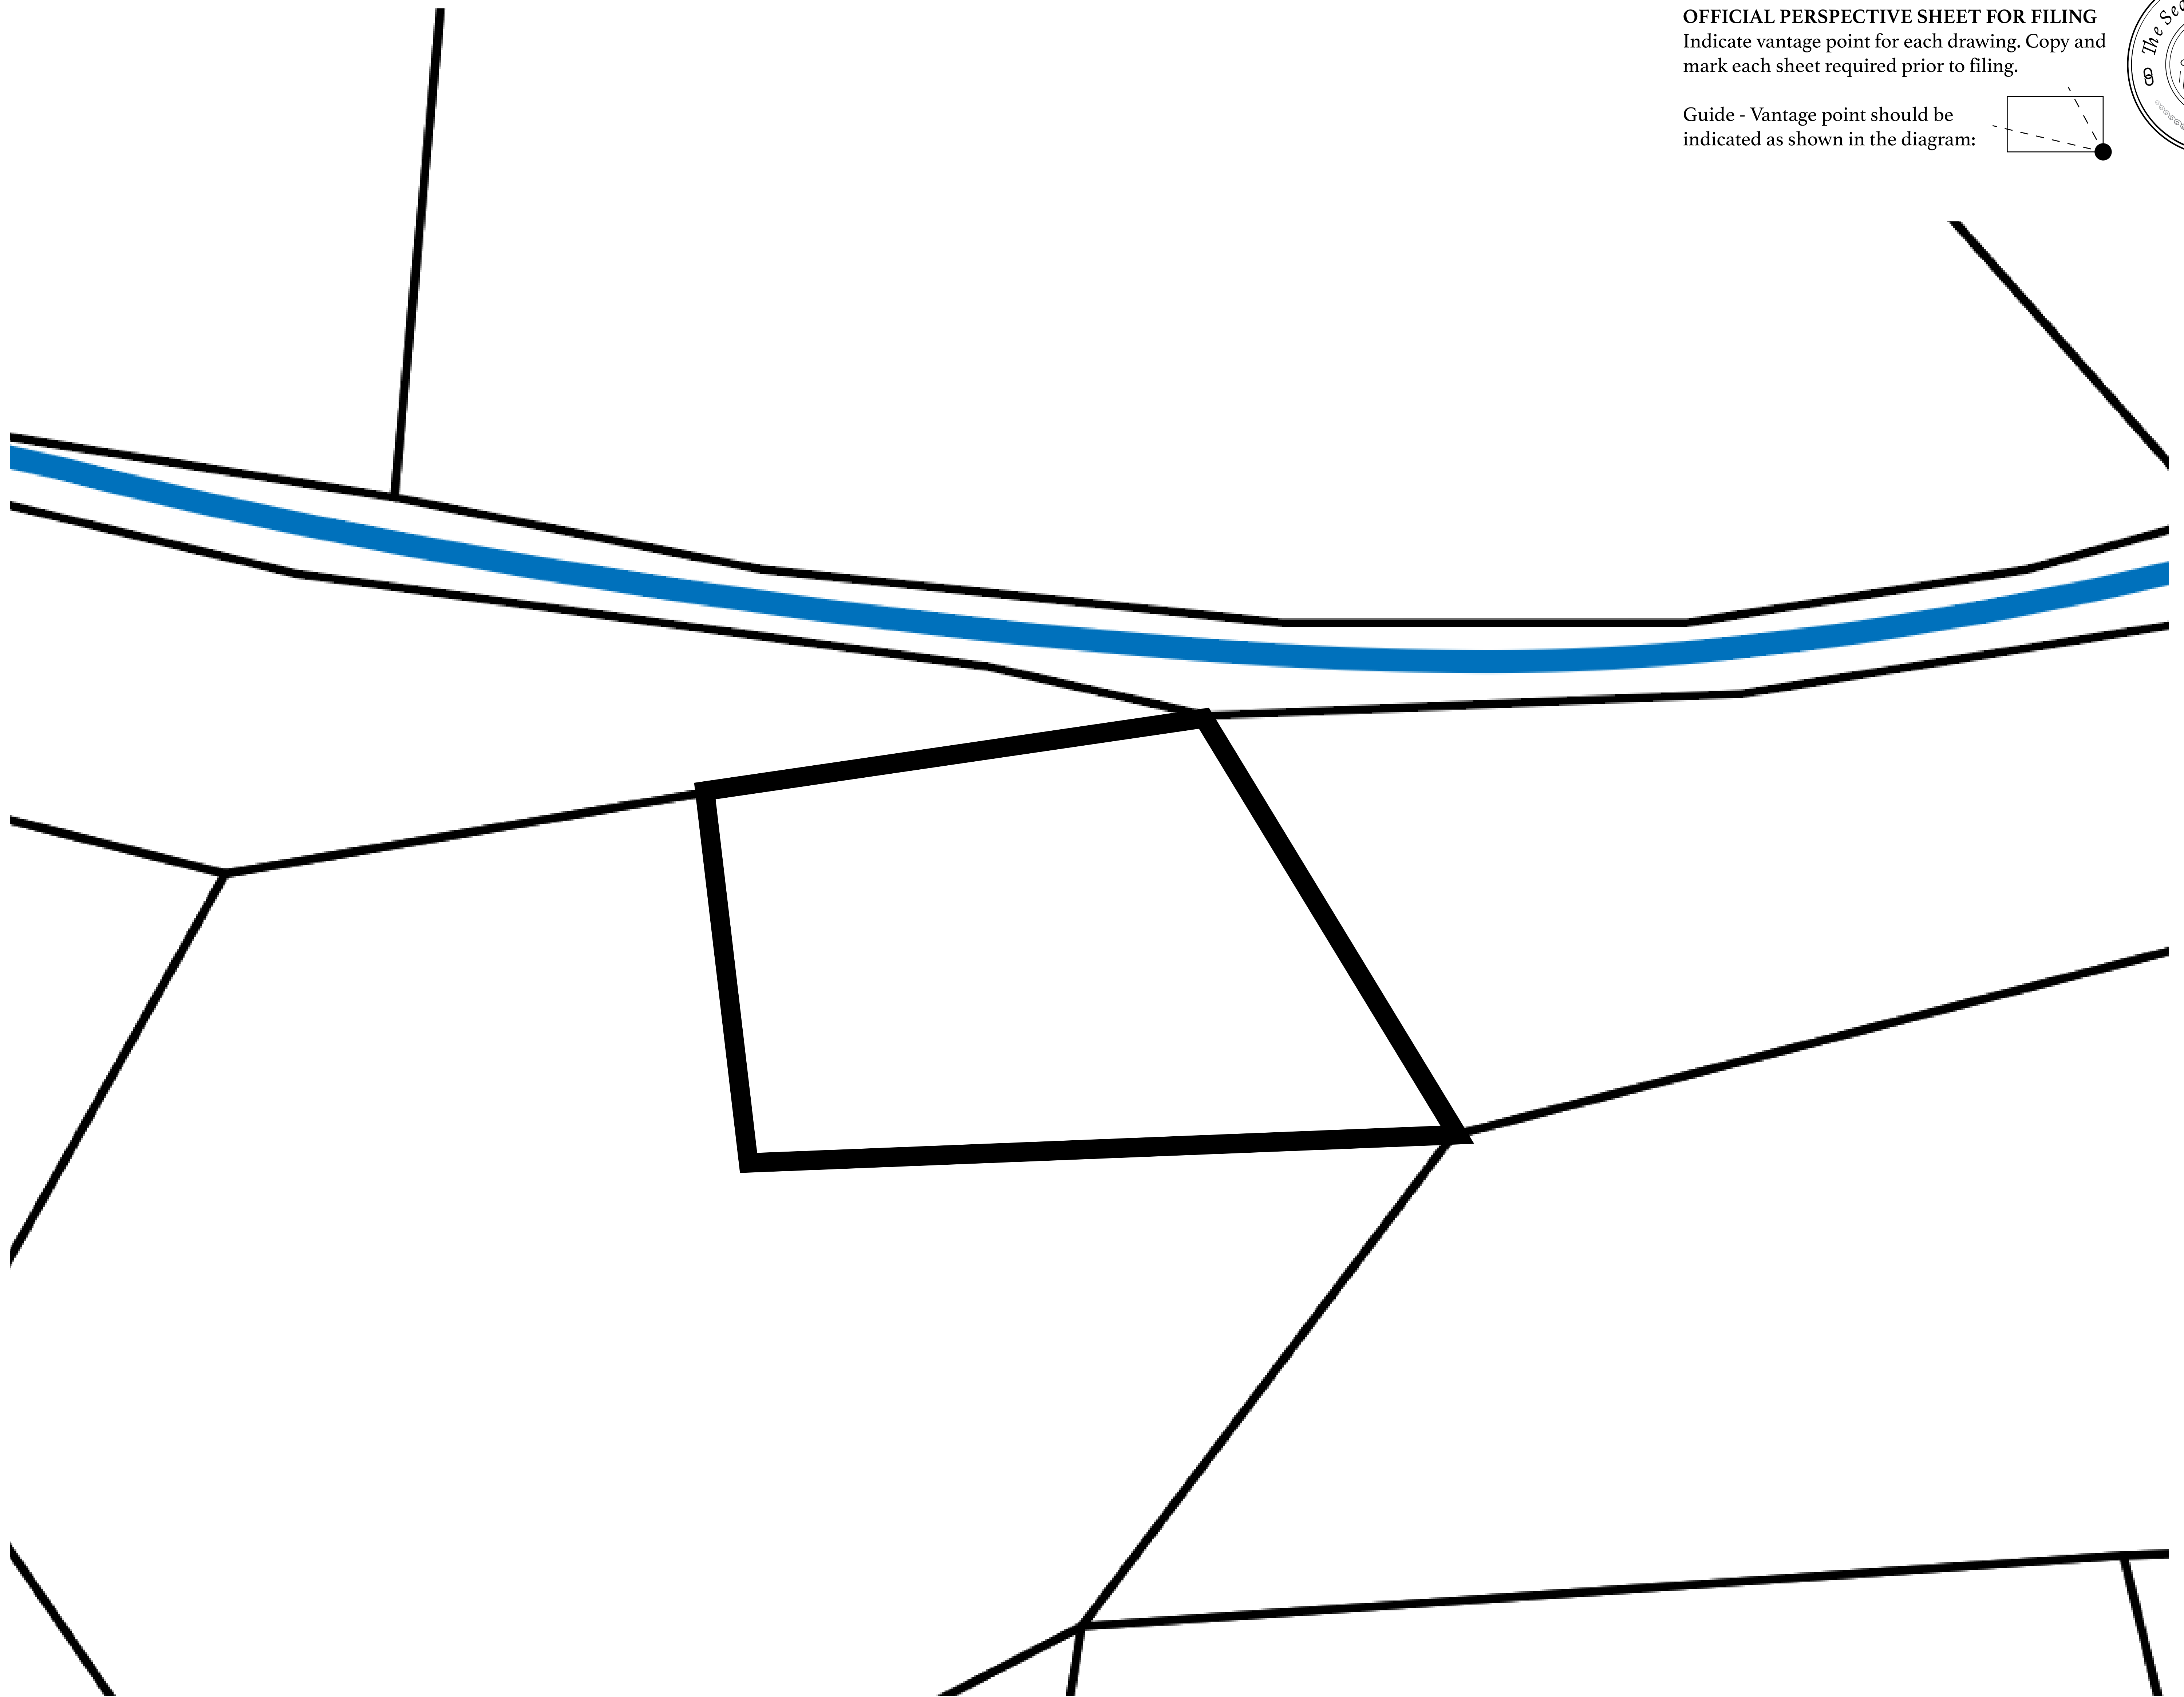 OFFICIAL PERSPECTIVE SHEET FOR FILING
Indicate vantage point for each drawing. Copy and
mark each sheet required prior to filing.
Guide - Vantage point should be
indicated as shown in the diagram:
The